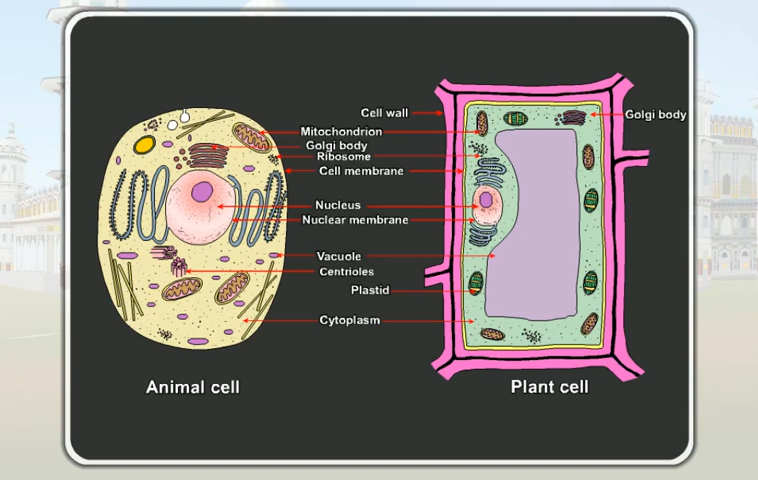 Cell wall
Golgi body
Mitochondrion
Golgi body
Ribosome
Cell membrane
Nucleus
Nuclear membrane
Vacuole
Centrioles
Plastid
Cytoplasm
Animal cell
Plant cell